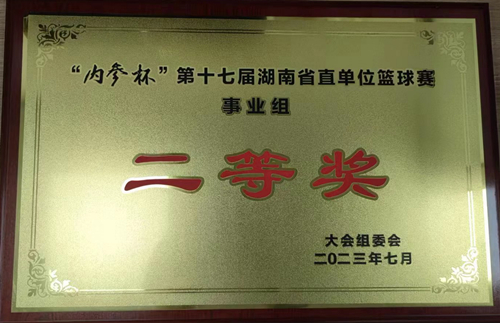 “内参杯”第十七届湖南省直单位篮球赛
事业组
二等奖
大会组委会
二0二三年七月